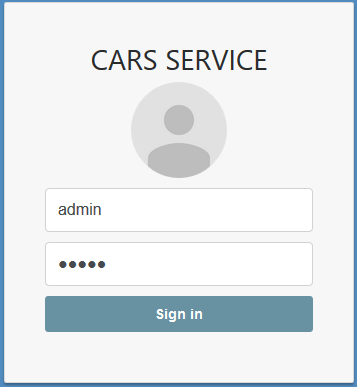 CARS SERVICE
admin
●●●●●
Sign in